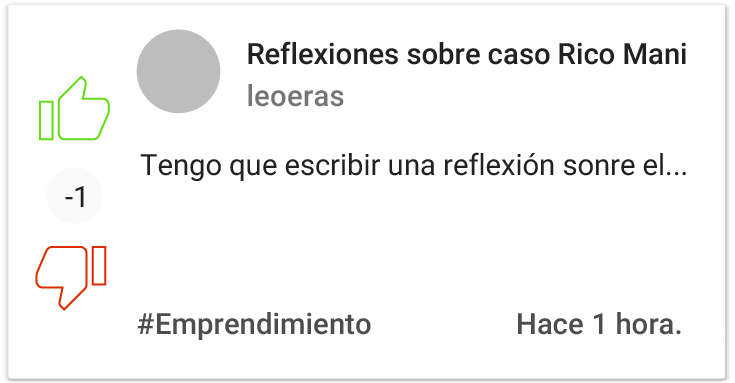 Reflexiones sobre caso Rico Mani
leoeras
Tengo que escribir una reflexión sonre el...
-1
#Emprendimiento
Hace 1 hora.